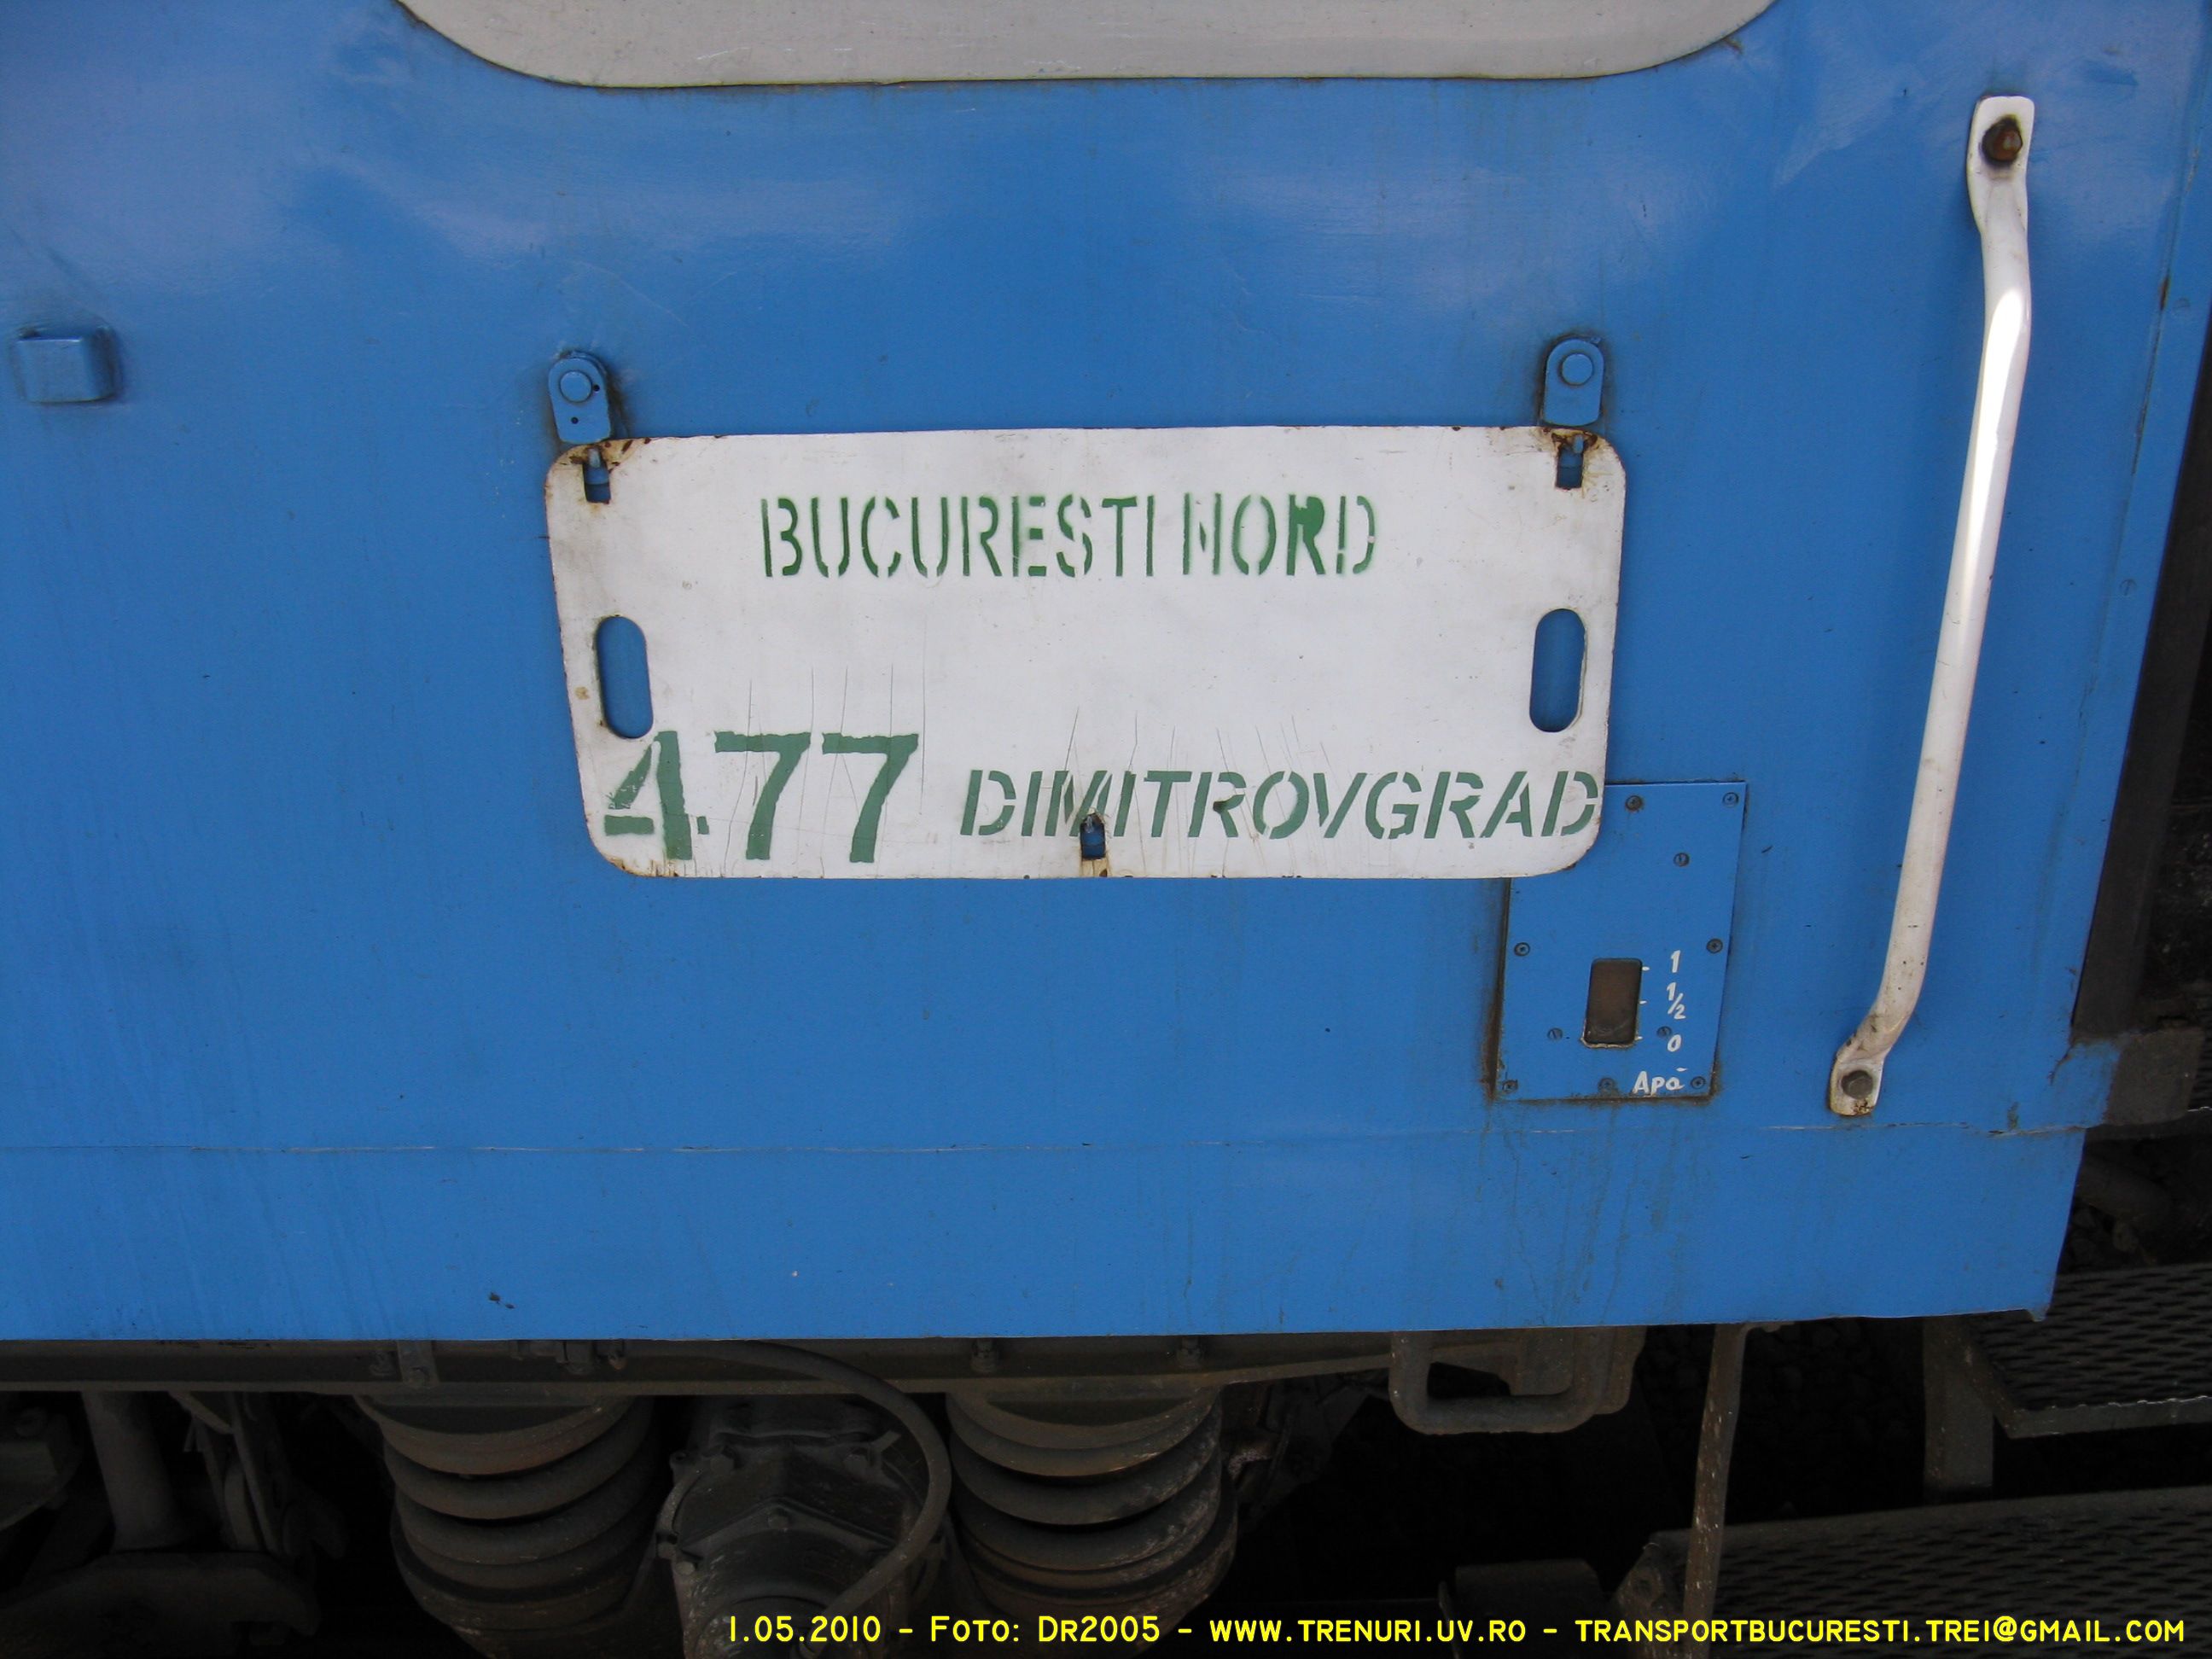 BUCURESTI NORD
477 DIMITROVGRAD
1
1/2
0
Apă
1.05.2010 - Foto: Dr2005 - www.trenuri.uv.ro - transportbucuresti.trei@gmail.com